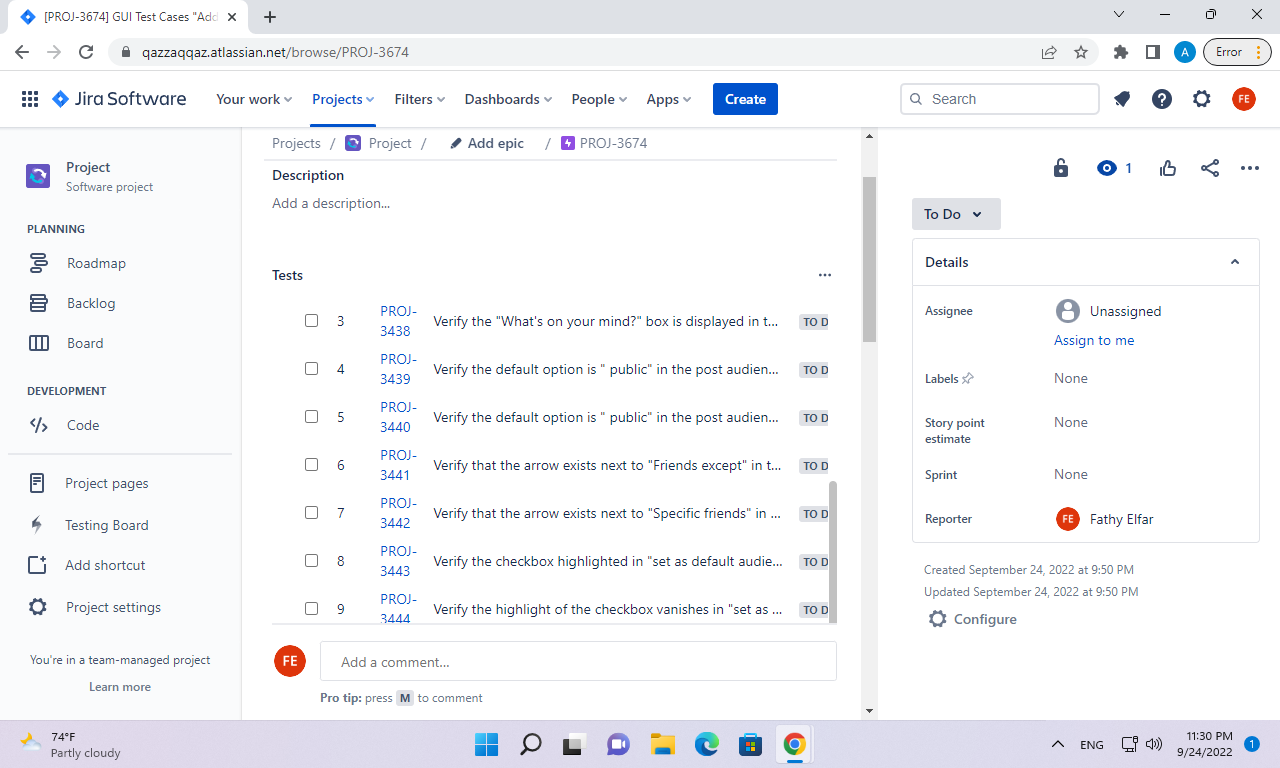 [PROJ-3674] GUI Test Cases "Add
qazzaqqaz.atlassian.net/browse/PROJ-3674
A
Error
Jira Software
Your work
Projects
Filters
Dashboards
People
Apps
Create
Search
FE
Project
Software project
PLANNING
Roadmap
Backlog
Board
DEVELOPMENT
Code
Project pages
Testing Board
Add shortcut
Project settings
You're in a team-managed project
Learn more
Projects / Project / Add epic / PROJ-3674
Description
Add a description...
Tests
3 PROJ-3438 Verify the "What's on your mind?" box is displayed in t... TO D
4 PROJ-3439 Verify the default option is " public" in the post audien... TO D
5 PROJ-3440 Verify the default option is " public" in the post audien... TO D
6 PROJ-3441 Verify that the arrow exists next to "Friends except" in t... TO D
7 PROJ-3442 Verify that the arrow exists next to "Specific friends" in ... TO D
8 PROJ-3443 Verify the checkbox highlighted in "set as default audie... TO D
9 PROJ-3444 Verify the highlight of the checkbox vanishes in "set as ... TO D
FE
Add a comment...
Pro tip: press M to comment
1
To Do
Details
Assignee
Unassigned
Assign to me
Labels
None
Story point estimate
None
Sprint
None
Reporter
FE Fathy Elfar
Created September 24, 2022 at 9:50 PM
Updated September 24, 2022 at 9:50 PM
Configure
74°F
Partly cloudy
ENG
11:30 PM
9/24/2022
1